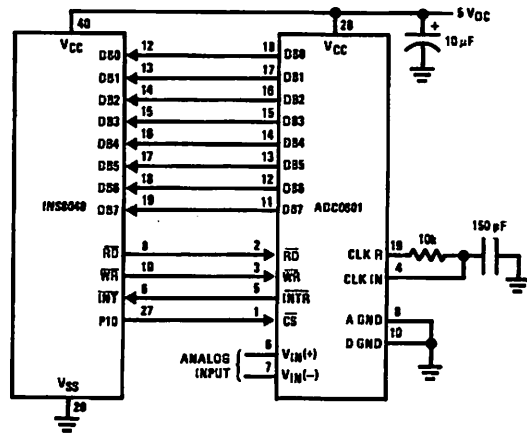 40
20
5 VDC
VCC
VCC
+
10 µF
DB0 12 18 DB0
DB1 13 17 DB1
DB2 14 16 DB2
DB3 15 15 DB3
DB4 16 14 DB4
DB5 17 13 DB5
DB6 18 12 DB6
INS8048 DB7 19 11 DB7 ADC0801
150 pF
RD 8 2 RD
CLK R 19 10k
WR 10 3 WR
CLK IN 4
INT 6 5 INTR
P10 27 1 CS
A GND 8
D GND 10
ANALOG INPUT
6 VIN(+)
7 VIN(−)
VSS
20